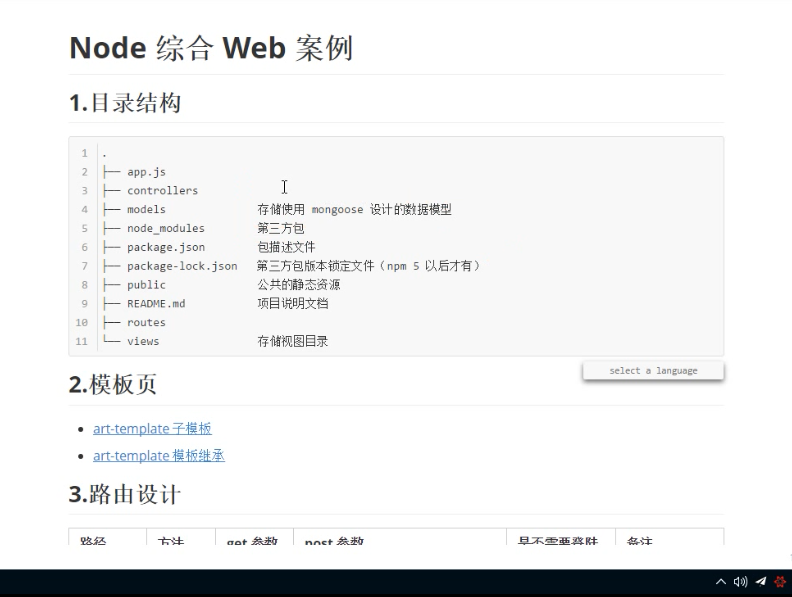 Node 综合 Web 案例
1.目录结构
1 .
2 ├── app.js
3 ├── controllers
4 ├── models 存储使用 mongoose 设计的数据模型
5 ├── node_modules 第三方包
6 ├── package.json 包描述文件
7 ├── package-lock.json 第三方包版本锁定文件（npm 5 以后才有）
8 ├── public 公共的静态资源
9 ├── README.md 项目说明文档
10 ├── routes
11 └── views 存储视图目录
select a language
2.模板页
art-template 子模板
art-template 模板继承
3.路由设计
路径 方法 get 参数 post 参数 是否需要登陆 备注